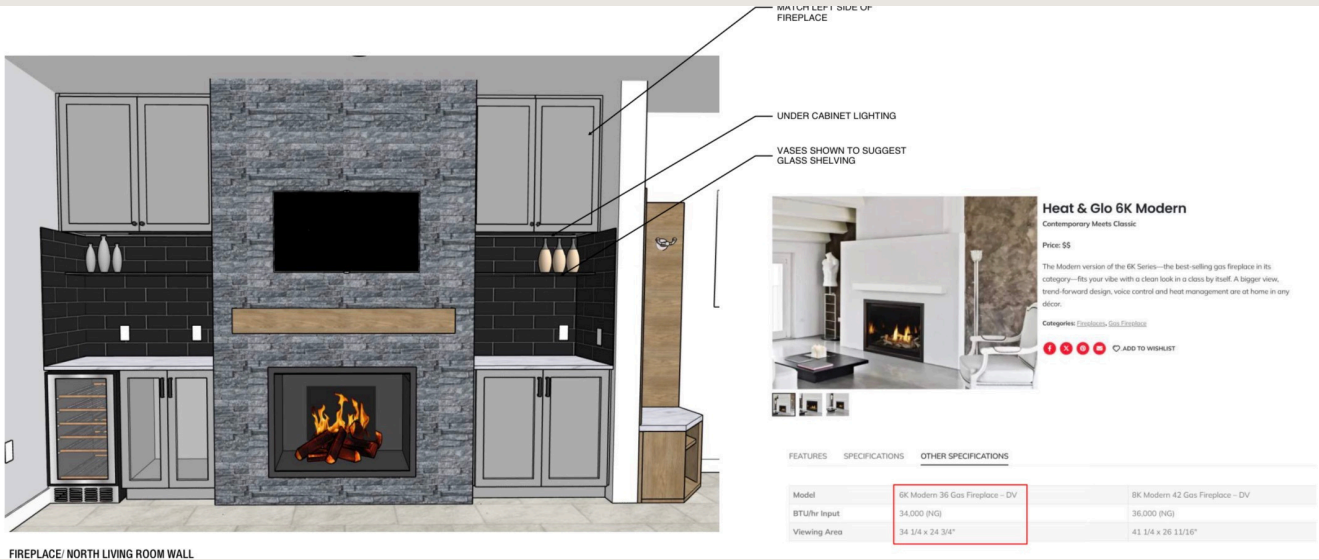 MATCH LEFT SIDE OF
FIREPLACE
UNDER CABINET LIGHTING
VASES SHOWN TO SUGGEST
GLASS SHELVING
Heat & Glo 6K Modern
Contemporary Meets Classic
Price: $$
The Modern version of the 6K Series—the best-selling gas fireplace in its
category—fits your vibe with a clean look in a class by itself. A bigger view,
trend-forward design, voice control and heat management are at home in any
décor.
Categories: Fireplaces, Gas Fireplace
ADD TO WISHLIST
FEATURES SPECIFICATIONS OTHER SPECIFICATIONS
Model 6K Modern 36 Gas Fireplace – DV 8K Modern 42 Gas Fireplace – DV
BTU/hr Input 34,000 (NG) 36,000 (NG)
Viewing Area 34 1/4 x 24 3/4" 41 1/4 x 26 11/16"
FIREPLACE/ NORTH LIVING ROOM WALL